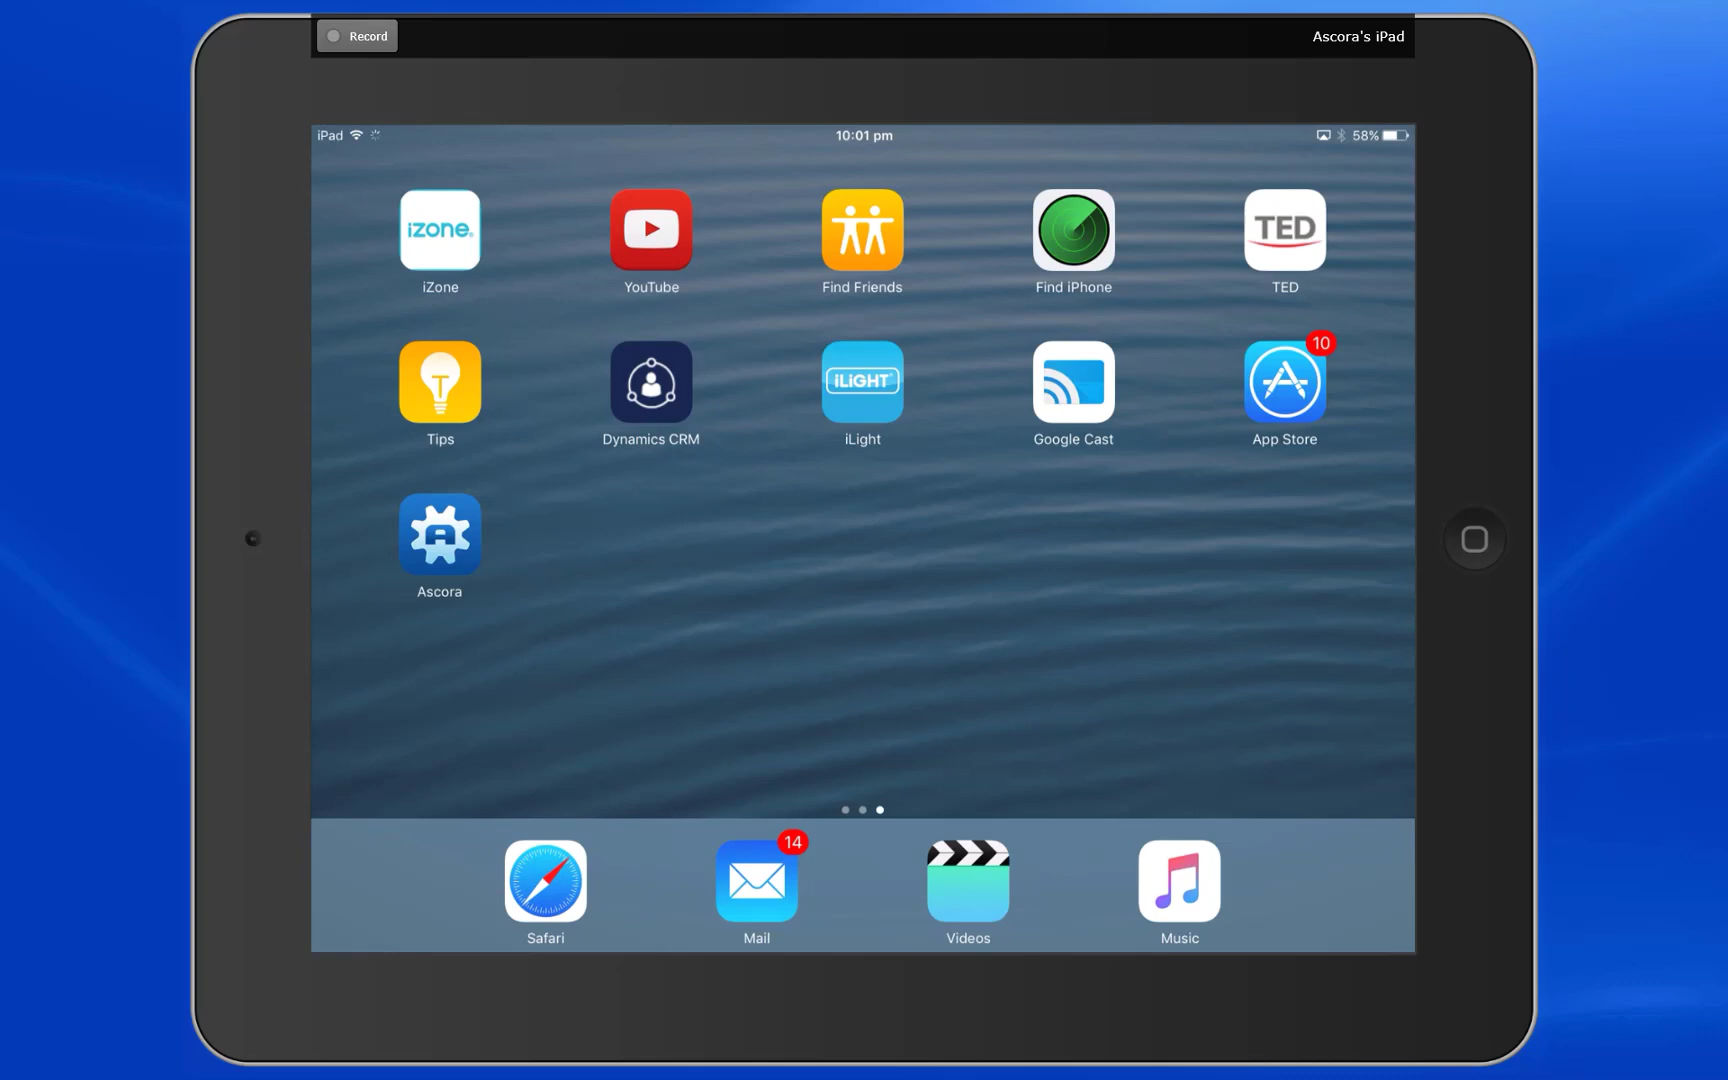 Record
Ascora's iPad
iPad
10:01 pm
58%
iZone
TED
iZone
YouTube
Find Friends
Find iPhone
TED
10
T
iLiGHT
Tips
Dynamics CRM
iLight
Google Cast
App Store
A
Ascora
14
Safari
Mail
Videos
Music